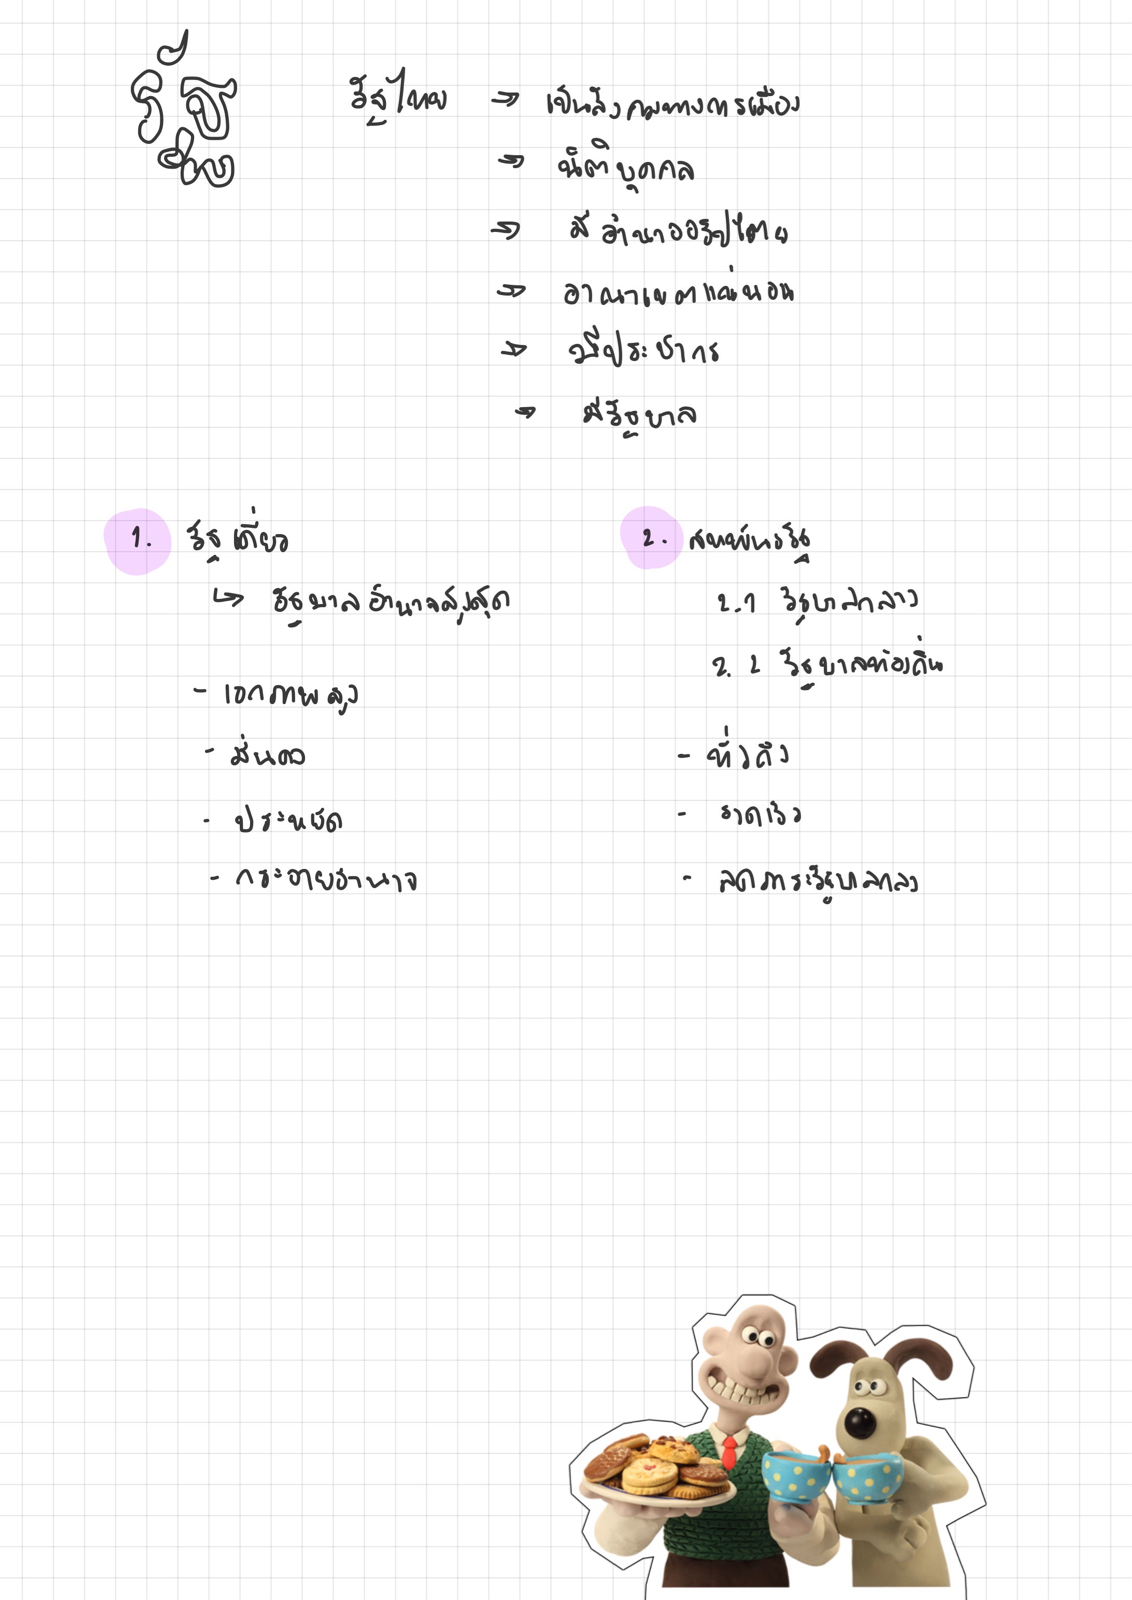 รัฐ
รัฐไทย → เป็นสังคมทางการเมือง
→ นิติบุคคล
→ มีอำนาจอธิปไตย
→ อาณาเขตแน่นอน
→ มีประชากร
→ มีรัฐบาล
1. รัฐเดี่ยว
↳ รัฐบาลอำนาจสูงสุด
- เอกภาพสูง
- มั่นคง
- ประหยัด
- กระจายอำนาจ
2. สหพันธรัฐ
2.1 รัฐบาลกลาง
2.2 รัฐบาลท้องถิ่น
- ทั่วถึง
- รวดเร็ว
- ลดภาระรัฐบาลกลาง